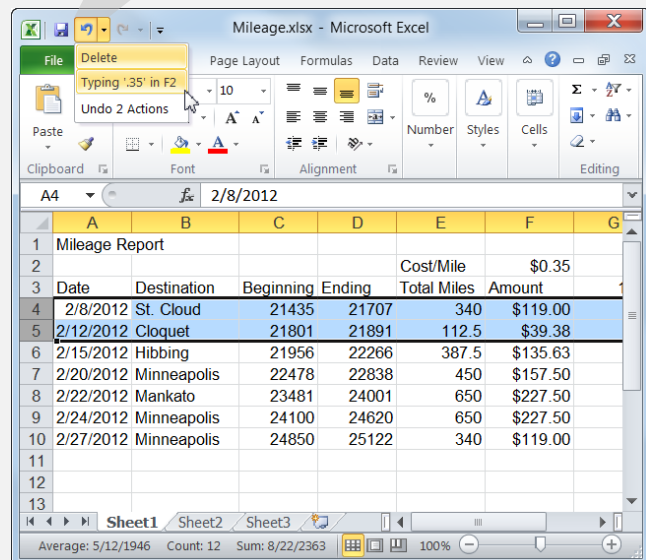 Mileage.xlsx - Microsoft Excel
File Page Layout Formulas Data Review View
Delete
Typing '.35' in F2
Undo 2 Actions
10
Paste
% Number Styles Cells
Clipboard Font Alignment Editing
A4 fx 2/8/2012
A B C D E F G
1 Mileage Report
2 Cost/Mile $0.35
3 Date Destination Beginning Ending Total Miles Amount 1
4 2/8/2012 St. Cloud 21435 21707 340 $119.00
5 2/12/2012 Cloquet 21801 21891 112.5 $39.38
6 2/15/2012 Hibbing 21956 22266 387.5 $135.63
7 2/20/2012 Minneapolis 22478 22838 450 $157.50
8 2/22/2012 Mankato 23481 24001 650 $227.50
9 2/24/2012 Minneapolis 24100 24620 650 $227.50
10 2/27/2012 Minneapolis 24850 25122 340 $119.00
11
12
13
Sheet1 Sheet2 Sheet3
Average: 5/12/1946 Count: 12 Sum: 8/22/2363 100%